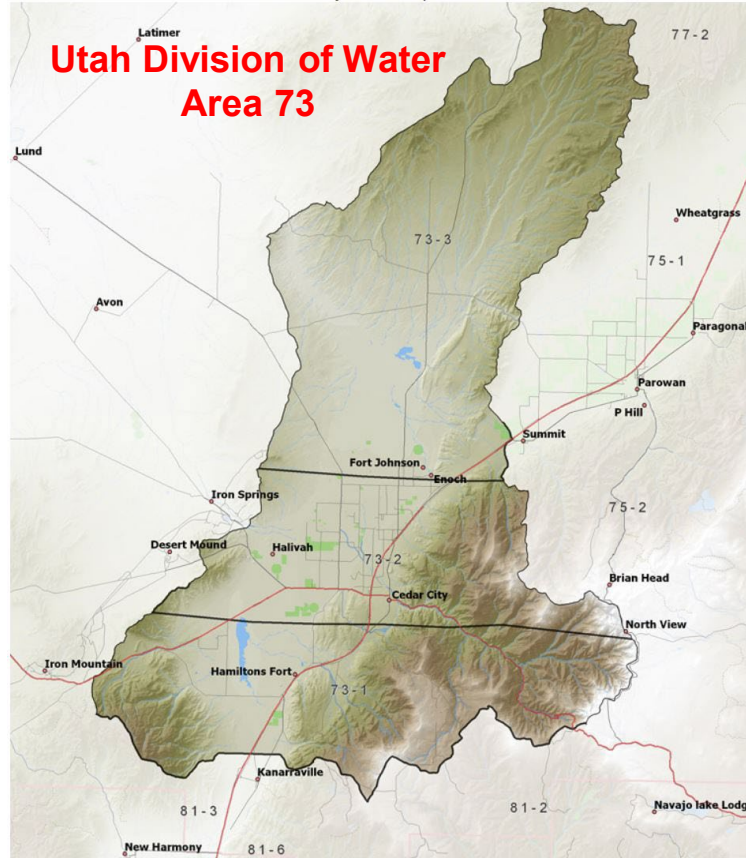 Latimer
77-2
Utah Division of Water
Area 73
Lund
Wheatgrass
73-3
75-1
Avon
Paragonal
Parowan
P Hill
Summit
Fort Johnson
Enoch
Iron Springs
75-2
Desert Mound
Halivah
73-2
Brian Head
Cedar City
North View
Iron Mountain
Hamiltons Fort
73-1
Kanarraville
81-3
81-2
Navajo lake Lodg
New Harmony
81-6